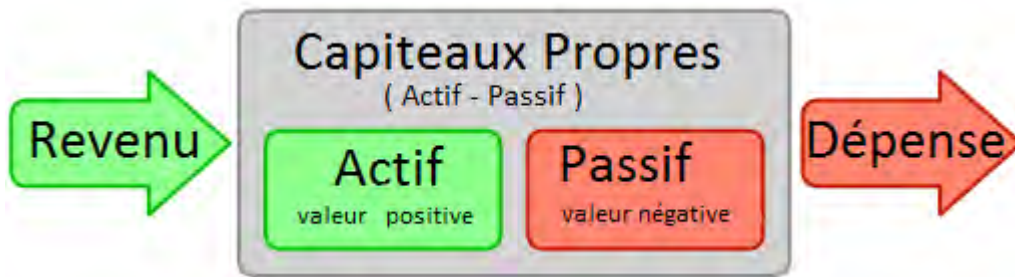 Capiteaux Propres
( Actif - Passif )
Revenu
Actif
valeur positive
Passif
valeur négative
Dépense